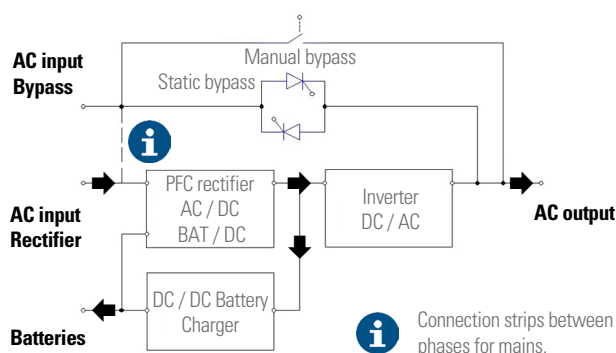 Manual bypass
AC input
Bypass
Static bypass
i
AC input
Rectifier
PFC rectifier
AC / DC
BAT / DC
Inverter
DC / AC
AC output
DC / DC Battery
Charger
Batteries
i
Connection strips between
phases for mains.